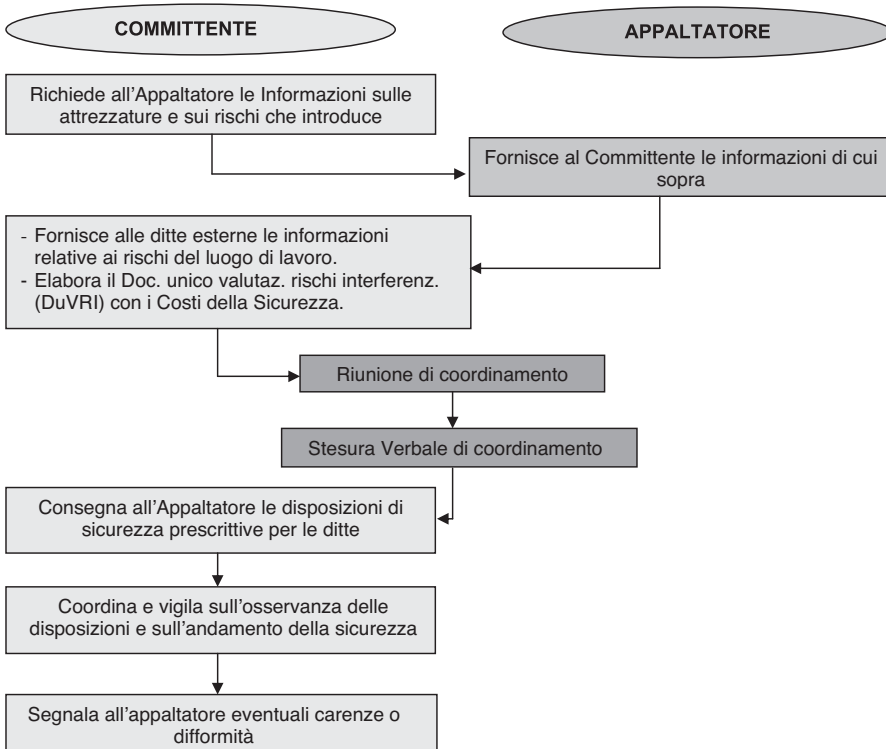 COMMITTENTE
APPALTATORE
Richiede all'Appaltatore le Informazioni sulle
attrezzature e sui rischi che introduce
Fornisce al Committente le informazioni di cui
sopra
- Fornisce alle ditte esterne le informazioni
relative ai rischi del luogo di lavoro.
- Elabora il Doc. unico valutaz. rischi interferenz.
(DuVRI) con i Costi della Sicurezza.
Riunione di coordinamento
Stesura Verbale di coordinamento
Consegna all'Appaltatore le disposizioni di
sicurezza prescrittive per le ditte
Coordina e vigila sull'osservanza delle
disposizioni e sull'andamento della sicurezza
Segnala all'appaltatore eventuali carenze o
difformità